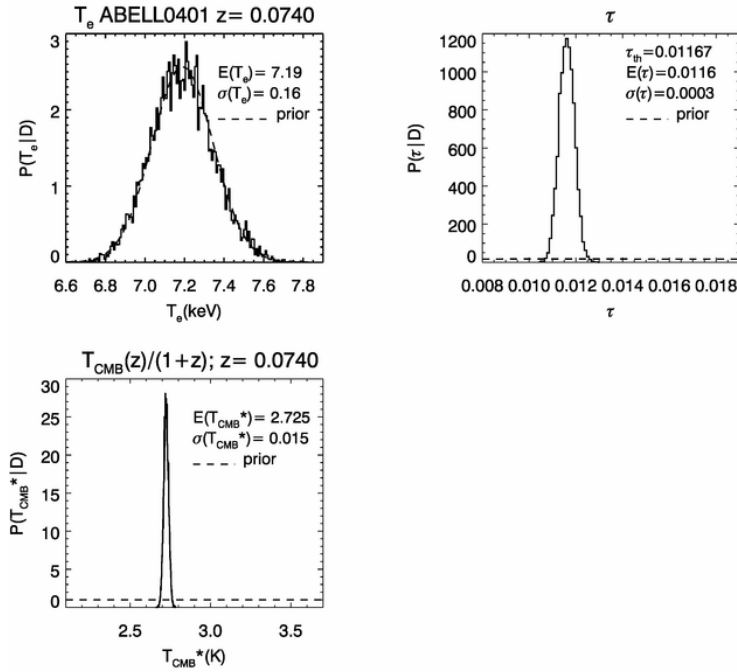 T_e ABELL0401 z= 0.0740
3
2
1
0
P(T_e|D)
E(T_e)= 7.19
σ(T_e)= 0.16
prior
6.6 6.8 7.0 7.2 7.4 7.6 7.8
T_e(keV)
τ
1200
1000
800
600
400
200
0
P(τ|D)
τ_th=0.01167
E(τ)=0.0116
σ(τ)=0.0003
prior
0.008 0.010 0.012 0.014 0.016 0.018
τ
T_CMB(z)/(1+z); z= 0.0740
30
25
20
15
10
5
0
P(T_CMB*|D)
E(T_CMB*)= 2.725
σ(T_CMB*)= 0.015
prior
2.5 3.0 3.5
T_CMB*(K)